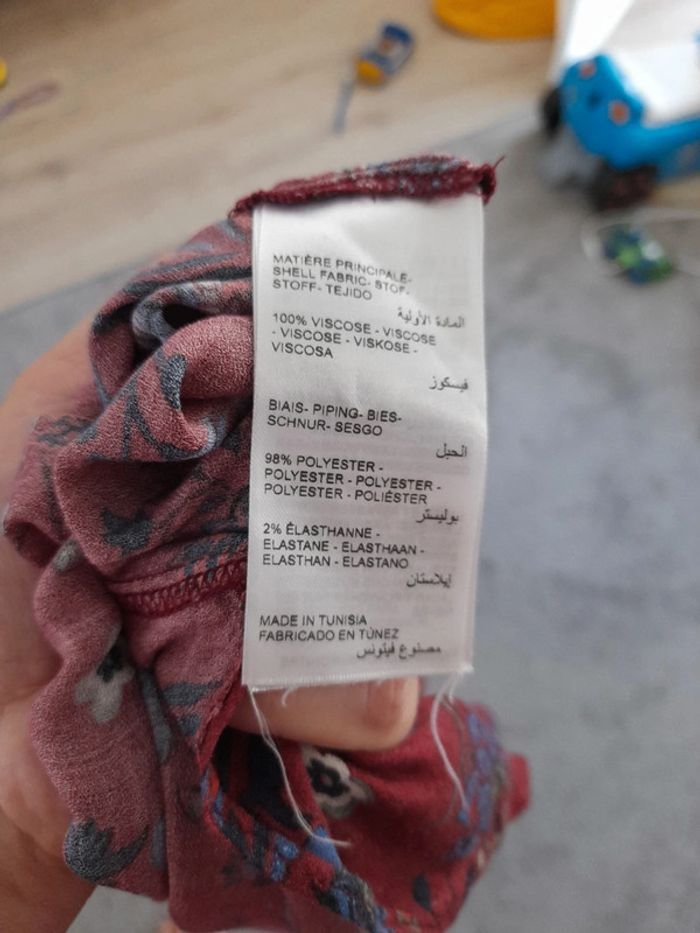 MATIÈRE PRINCIPALE-
SHELL FABRIC- STOF-
STOFF- TEJIDO
المادة الأولية
100% VISCOSE - VISCOSE
- VISCOSE - VISKOSE -
VISCOSA
فيسكوز
BIAIS- PIPING- BIES-
SCHNUR- SESGO
الحبل
98% POLYESTER -
POLYESTER - POLYESTER -
POLYESTER - POLIÉSTER
بوليستر
2% ÉLASTHANNE -
ELASTANE - ELASTHAAN -
ELASTHAN - ELASTANO
إيلاستان
MADE IN TUNISIA
FABRICADO EN TÚNEZ
مصنوع فيتونس